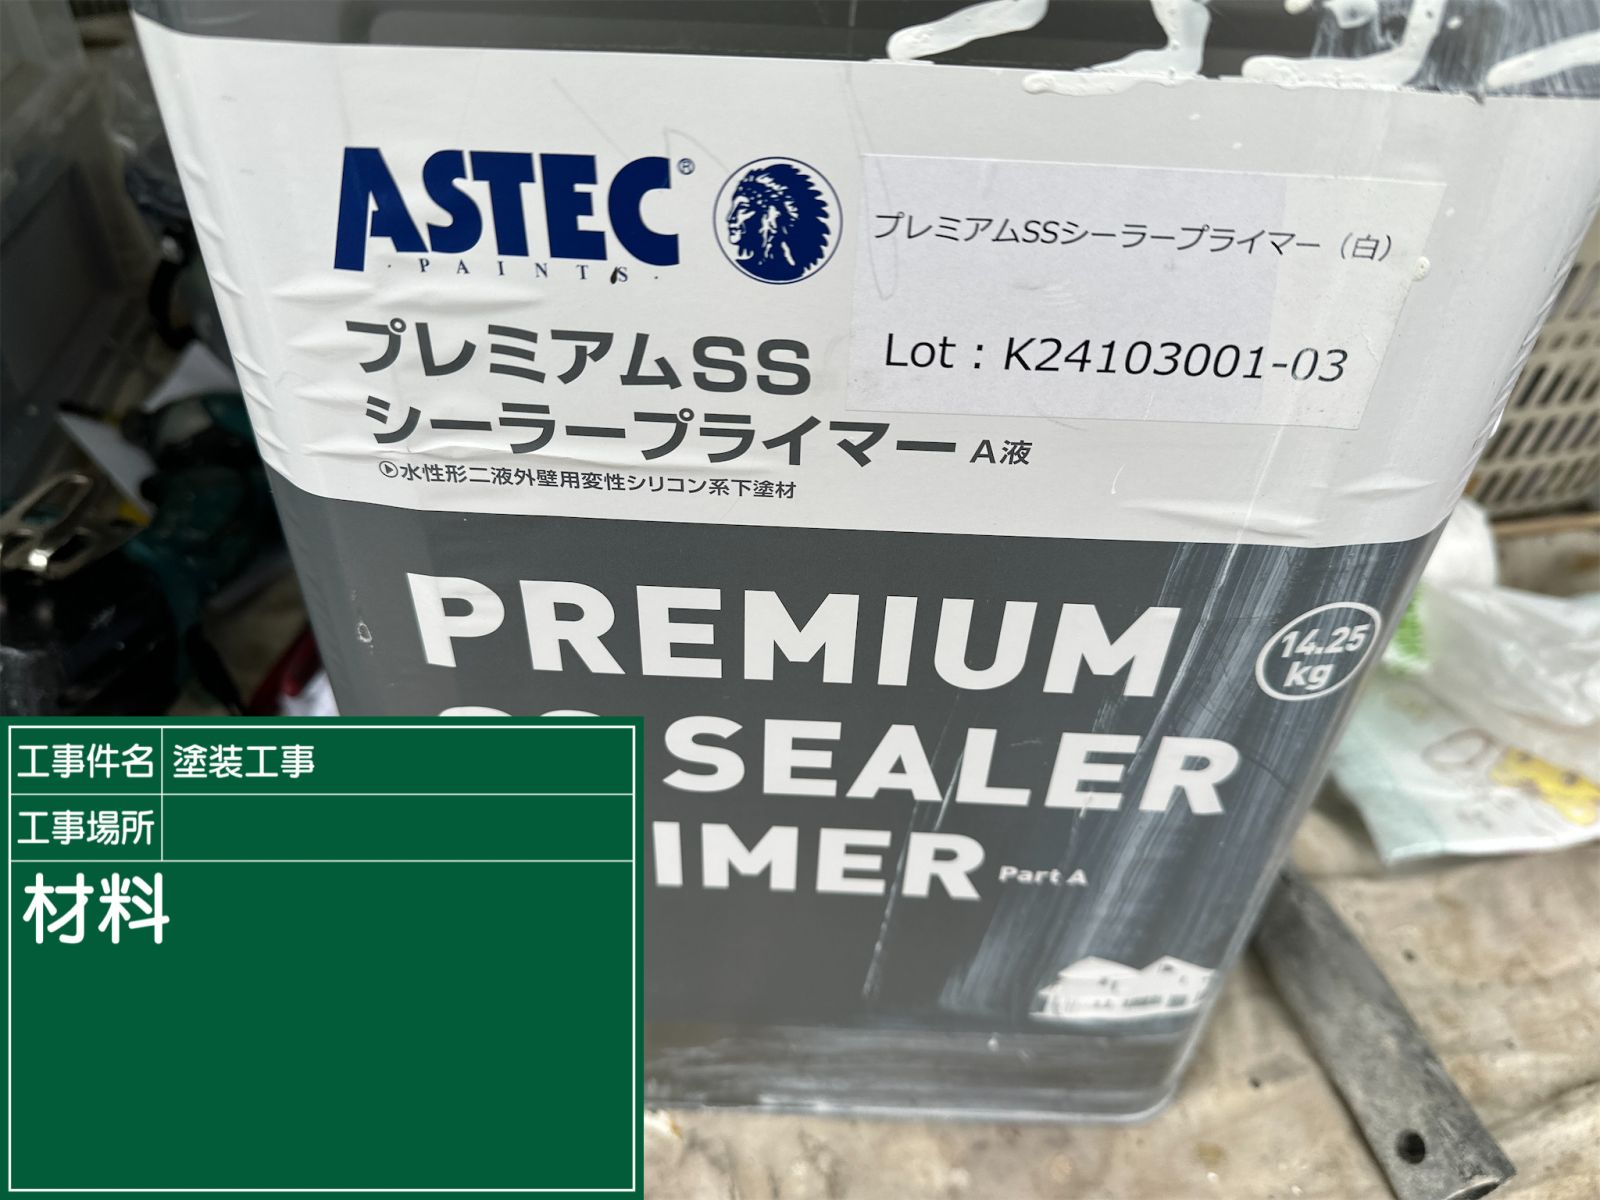 ASTEC®
PAINTS
プレミアムSSシーラープライマー（白）
Lot：K24103001-03
プレミアムSS
シーラープライマー A液
水性形二液外壁用変性シリコン系下塗材
PREMIUM
SEALER
IMER Part A
14.25
kg
工事件名 塗装工事
工事場所
材料